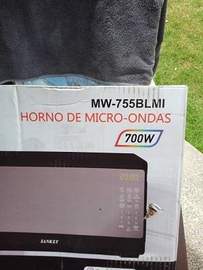 MW-755BLMI
HORNO DE MICRO-ONDAS
700W
SANKEY